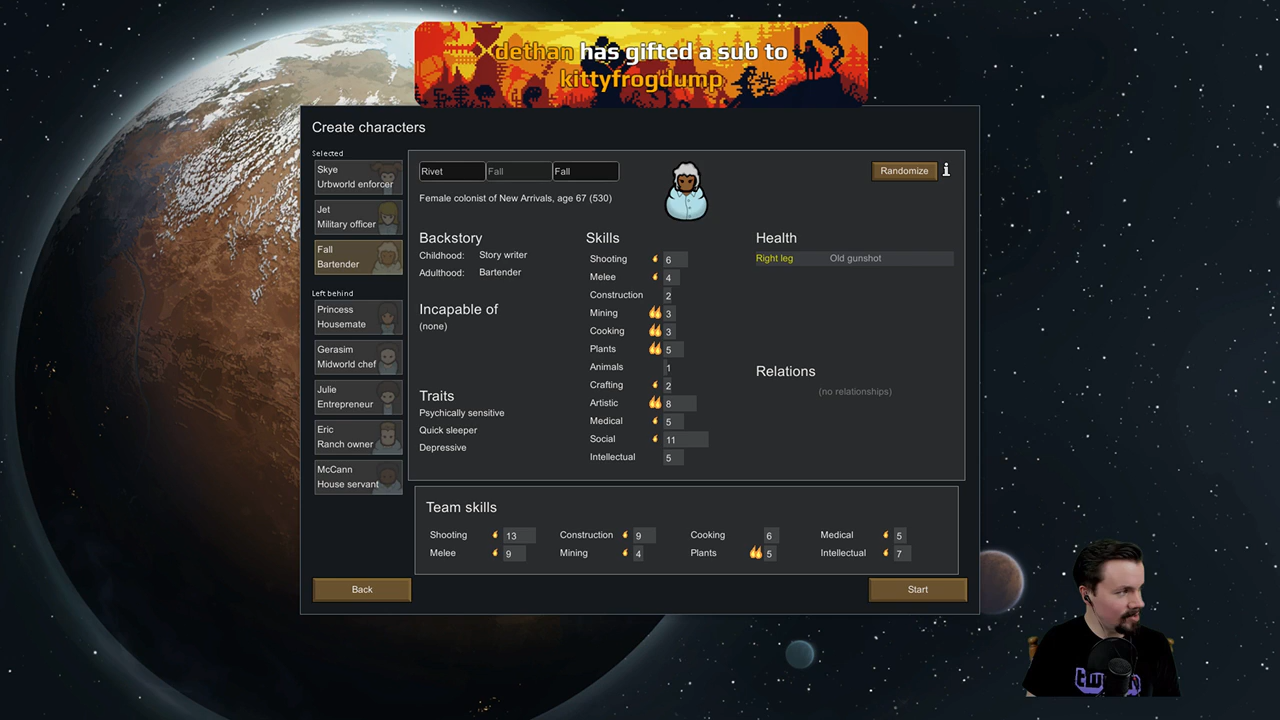 dethan has gifted a sub to
kittyfrogdump
Create characters
Selected
Skye
Urbworld enforcer
Jet
Military officer
Fall
Bartender
Left behind
Princess
Housemate
Gerasim
Midworld chef
Julie
Entrepreneur
Eric
Ranch owner
McCann
House servant
Rivet
Fall
Fall
Randomize
Female colonist of New Arrivals, age 67 (530)
Backstory
Childhood: Story writer
Adulthood: Bartender
Incapable of
(none)
Traits
Psychically sensitive
Quick sleeper
Depressive
Skills
Shooting 6
Melee 4
Construction 2
Mining 3
Cooking 3
Plants 5
Animals 1
Crafting 2
Artistic 8
Medical 5
Social 11
Intellectual 5
Health
Right leg Old gunshot
Relations
(no relationships)
Team skills
Shooting 13 Construction 9 Cooking 6 Medical 5
Melee 9 Mining 4 Plants 5 Intellectual 7
Back
Start